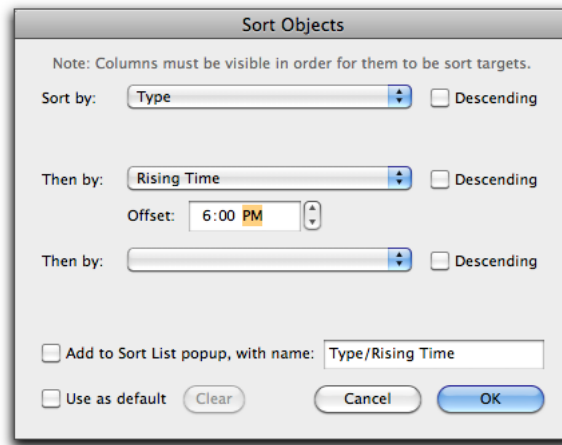 Sort Objects
Note: Columns must be visible in order for them to be sort targets.
Sort by: Type Descending
Then by: Rising Time Descending
Offset: 6:00 PM
Then by: Descending
Add to Sort List popup, with name: Type/Rising Time
Use as default Clear Cancel OK